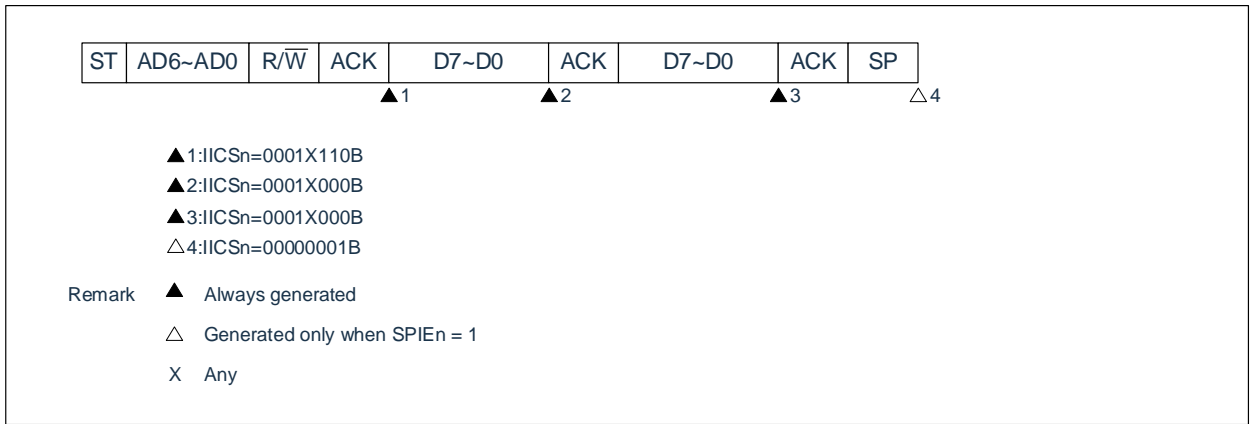 ST AD6~AD0 R/W̅ ACK D7~D0 ACK D7~D0 ACK SP
▲1 ▲2 ▲3 △4
▲1:IICSn=0001X110B
▲2:IICSn=0001X000B
▲3:IICSn=0001X000B
△4:IICSn=00000001B
Remark ▲ Always generated
△ Generated only when SPIEn = 1
X Any